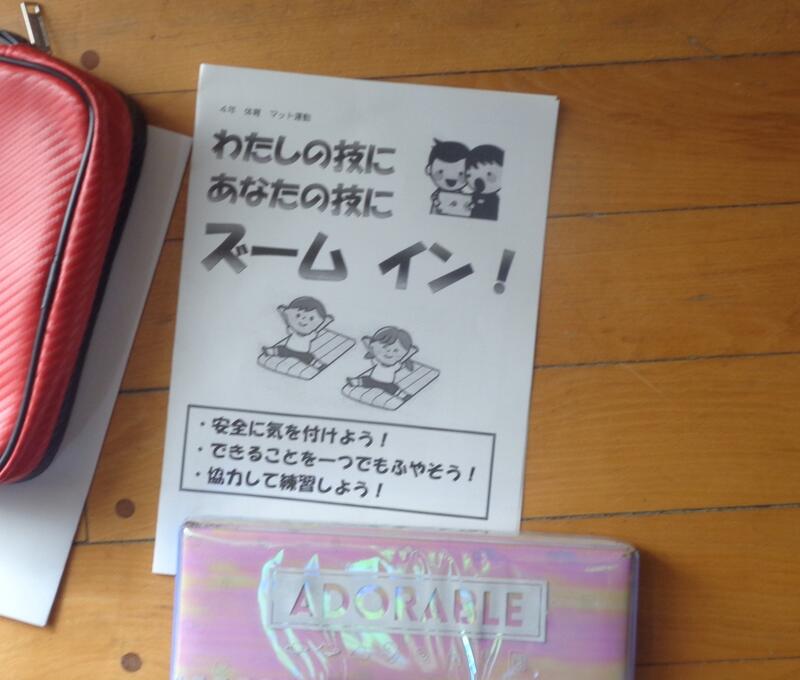 4年 体育 マット運動
わたしの技に
あなたの技に
ズーム イン！
・安全に気を付けよう！
・できることを一つでもふやそう！
・協力して練習しよう！
ADORABLE